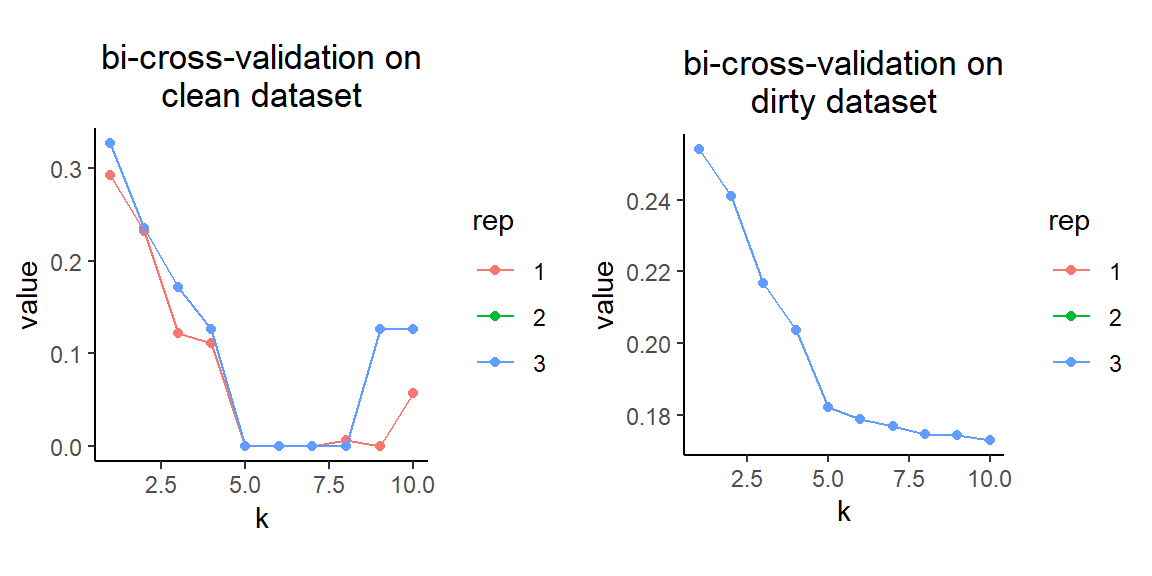 bi-cross-validation on
clean dataset
value
0.3
0.2
0.1
0.0
2.5 5.0 7.5 10.0
k
rep
1
2
3
bi-cross-validation on
dirty dataset
value
0.24
0.22
0.20
0.18
2.5 5.0 7.5 10.0
k
rep
1
2
3